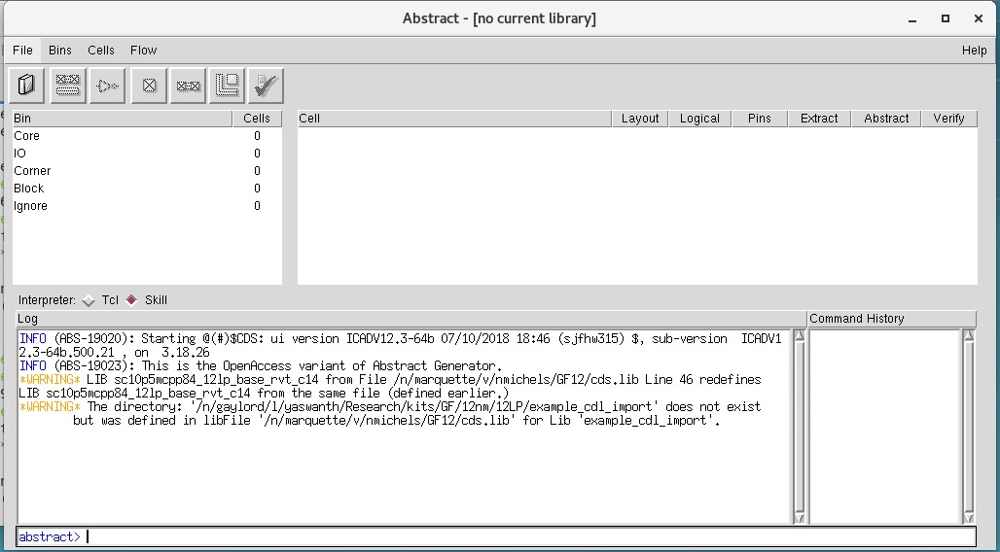 Abstract - [no current library]
File Bins Cells Flow Help
Bin Cells
Core 0
IO 0
Corner 0
Block 0
Ignore 0
Cell Layout Logical Pins Extract Abstract Verify
Interpreter: Tcl Skill
Log
INFO (ABS-19020): Starting @(#)$CDS: ui version ICADV12.3-64b 07/10/2018 18:46 (sjfhw315) $, sub-version  ICADV1
2.3-64b.500.21 , on  3.18.26
INFO (ABS-19023): This is the OpenAccess variant of Abstract Generator.
*WARNING* LIB sc10p5mcpp84_12lp_base_rvt_c14 from File /n/marquette/v/nmichels/GF12/cds.lib Line 46 redefines
LIB sc10p5mcpp84_12lp_base_rvt_c14 from the same file (defined earlier.)
*WARNING* The directory: '/n/gaylord/l/yaswanth/Research/kits/GF/12nm/12LP/example_cdl_import' does not exist
but was defined in libFile '/n/marquette/v/nmichels/GF12/cds.lib' for Lib 'example_cdl_import'.
Command History
abstract>